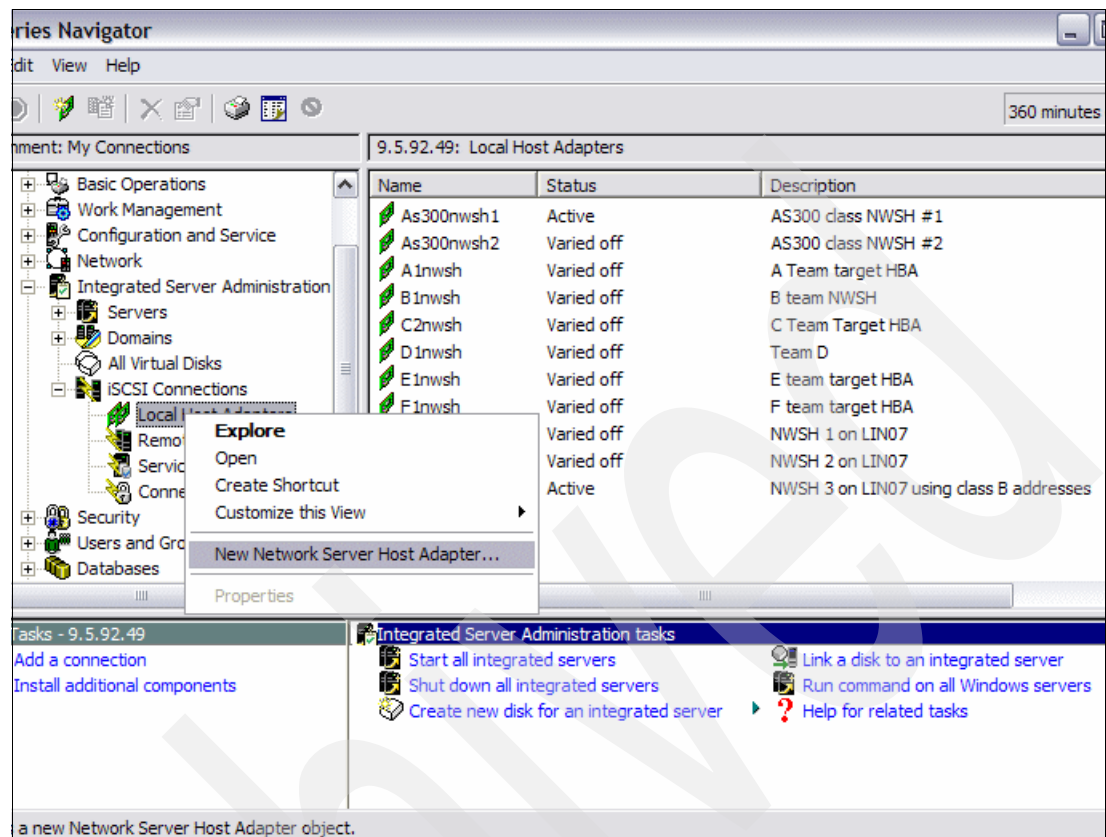 ries Navigator
dit View Help
360 minutes
nment: My Connections
9.5.92.49: Local Host Adapters
Basic Operations
Work Management
Configuration and Service
Network
Integrated Server Administration
Servers
Domains
All Virtual Disks
iSCSI Connections
Local Host Adapters
Remo
Servic
Conne
Security
Users and Gro
Databases
Name Status Description
As300nwsh1 Active AS300 class NWSH #1
As300nwsh2 Varied off AS300 class NWSH #2
A1nwsh Varied off A Team target HBA
B1nwsh Varied off B team NWSH
C2nwsh Varied off C Team Target HBA
D1nwsh Varied off Team D
E1nwsh Varied off E team target HBA
F1nwsh Varied off F team target HBA
Varied off NWSH 1 on LIN07
Varied off NWSH 2 on LIN07
Active NWSH 3 on LIN07 using class B addresses
Explore
Open
Create Shortcut
Customize this View
New Network Server Host Adapter...
Properties
Tasks - 9.5.92.49
Add a connection
Install additional components
Integrated Server Administration tasks
Start all integrated servers
Shut down all integrated servers
Create new disk for an integrated server
Link a disk to an integrated server
Run command on all Windows servers
Help for related tasks
a new Network Server Host Adapter object.